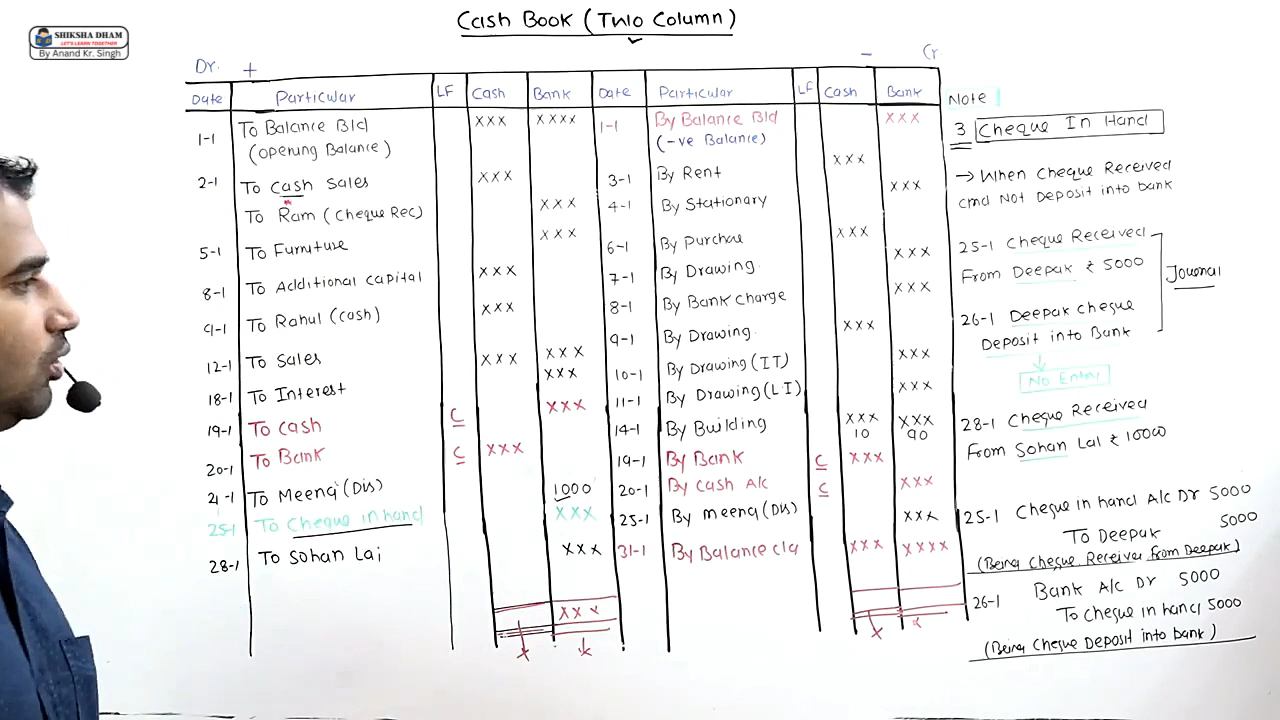 SHIKSHA DHAM
LET'S LEARN TOGETHER
By Anand Kr. Singh
Cash Book (Two Column)
Dr. + - Cr
Date Particular LF Cash Bank Date Particular LF Cash Bank
1-1 To Balance B/d xxx xxxx 1-1 By Balance B/d xxx
(opening Balance) (-ve Balance)
2-1 To cash sales xxx 3-1 By Rent xxx
To Ram (Cheque Rec) xxx 4-1 By Stationary xxx
5-1 To Furniture xxx 6-1 By Purchase xxx
8-1 To Additional Capital xxx 7-1 By Drawing xxx
9-1 To Rahul (cash) xxx 8-1 By Bank charge xxx
12-1 To Sales xxx xxx 9-1 By Drawing xxx
18-1 To Interest xxx 10-1 By Drawing (IT) xxx
19-1 To cash C xxx 11-1 By Drawing (L.I) xxx
20-1 To Bank C xxx 14-1 By Building xxx xxx
10 90
21-1 To Meena (Dis) 1000 19-1 By Bank C xxx
25-1 To Cheque in hand xxx 20-1 By cash A/c C xxx
28-1 To Sohan Lal xxx 25-1 By meena (Dis) xxx
31-1 By Balance c/d xxx xxxx
xxx
x x x x
Note
3 Cheque In Hand
→ When Cheque Received
and Not Deposit into bank
25-1 Cheque Received
From Deepak ₹ 5000
Journal
26-1 Deepak cheque
Deposit into Bank
No Entry
28-1 Cheque Received
From Sohan Lal ₹ 10000
25-1 Cheque in hand A/c Dr 5000
To Deepak 5000
(Being Cheque Receive From Deepak)
26-1 Bank A/c Dr 5000
To Cheque in hand 5000
(Being Cheque Deposit into bank)